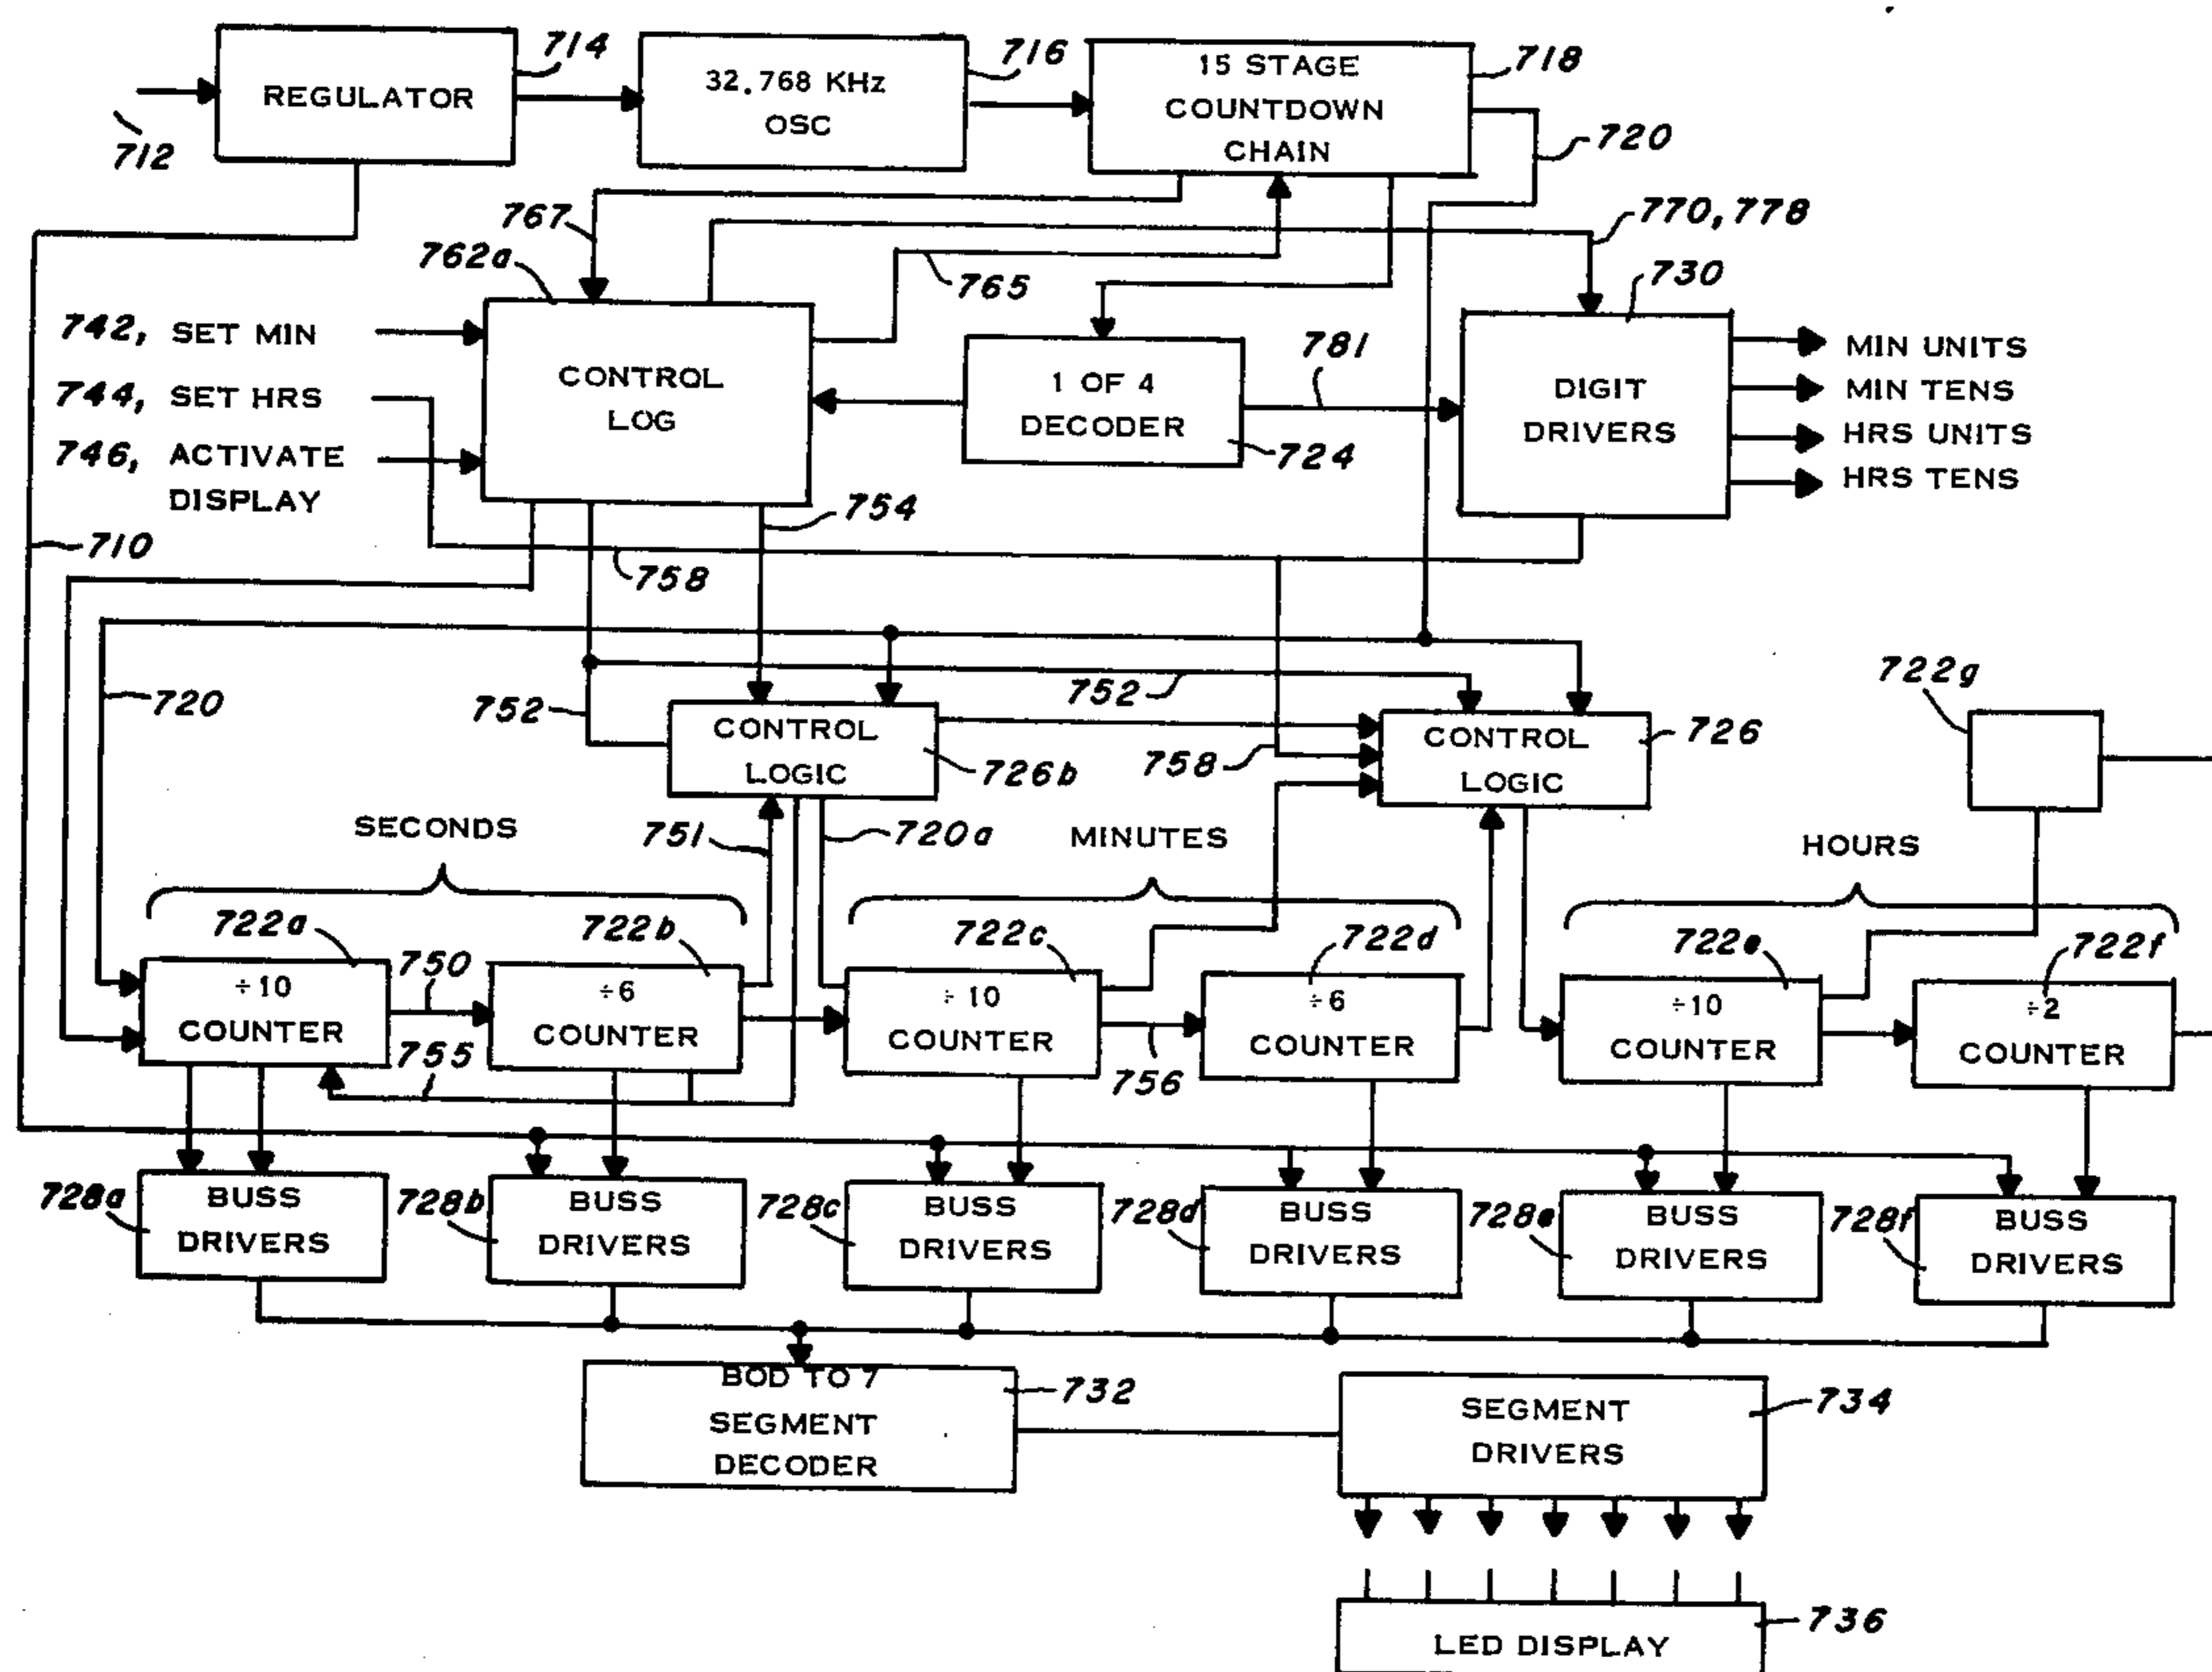 714
716
718
REGULATOR
32.768 KHz
OSC
15 STAGE
COUNTDOWN
CHAIN
712
720
767
770, 778
762a
765
730
742, SET MIN
744, SET HRS
746, ACTIVATE
DISPLAY
CONTROL
LOG
1 OF 4
DECODER
724
781
DIGIT
DRIVERS
MIN UNITS
MIN TENS
HRS UNITS
HRS TENS
710
754
758
720
752
752
722g
CONTROL
LOGIC
726b
758
CONTROL
LOGIC
726
SECONDS
751
720a
MINUTES
HOURS
722a
722b
722c
722d
722e
722f
÷10
COUNTER
750
÷6
COUNTER
÷10
COUNTER
÷6
COUNTER
÷10
COUNTER
÷2
COUNTER
755
756
728a
BUSS
DRIVERS
728b
BUSS
DRIVERS
728c
BUSS
DRIVERS
728d
BUSS
DRIVERS
728e
BUSS
DRIVERS
728f
BUSS
DRIVERS
BOD TO 7
SEGMENT
DECODER
732
SEGMENT
DRIVERS
734
LED DISPLAY
736